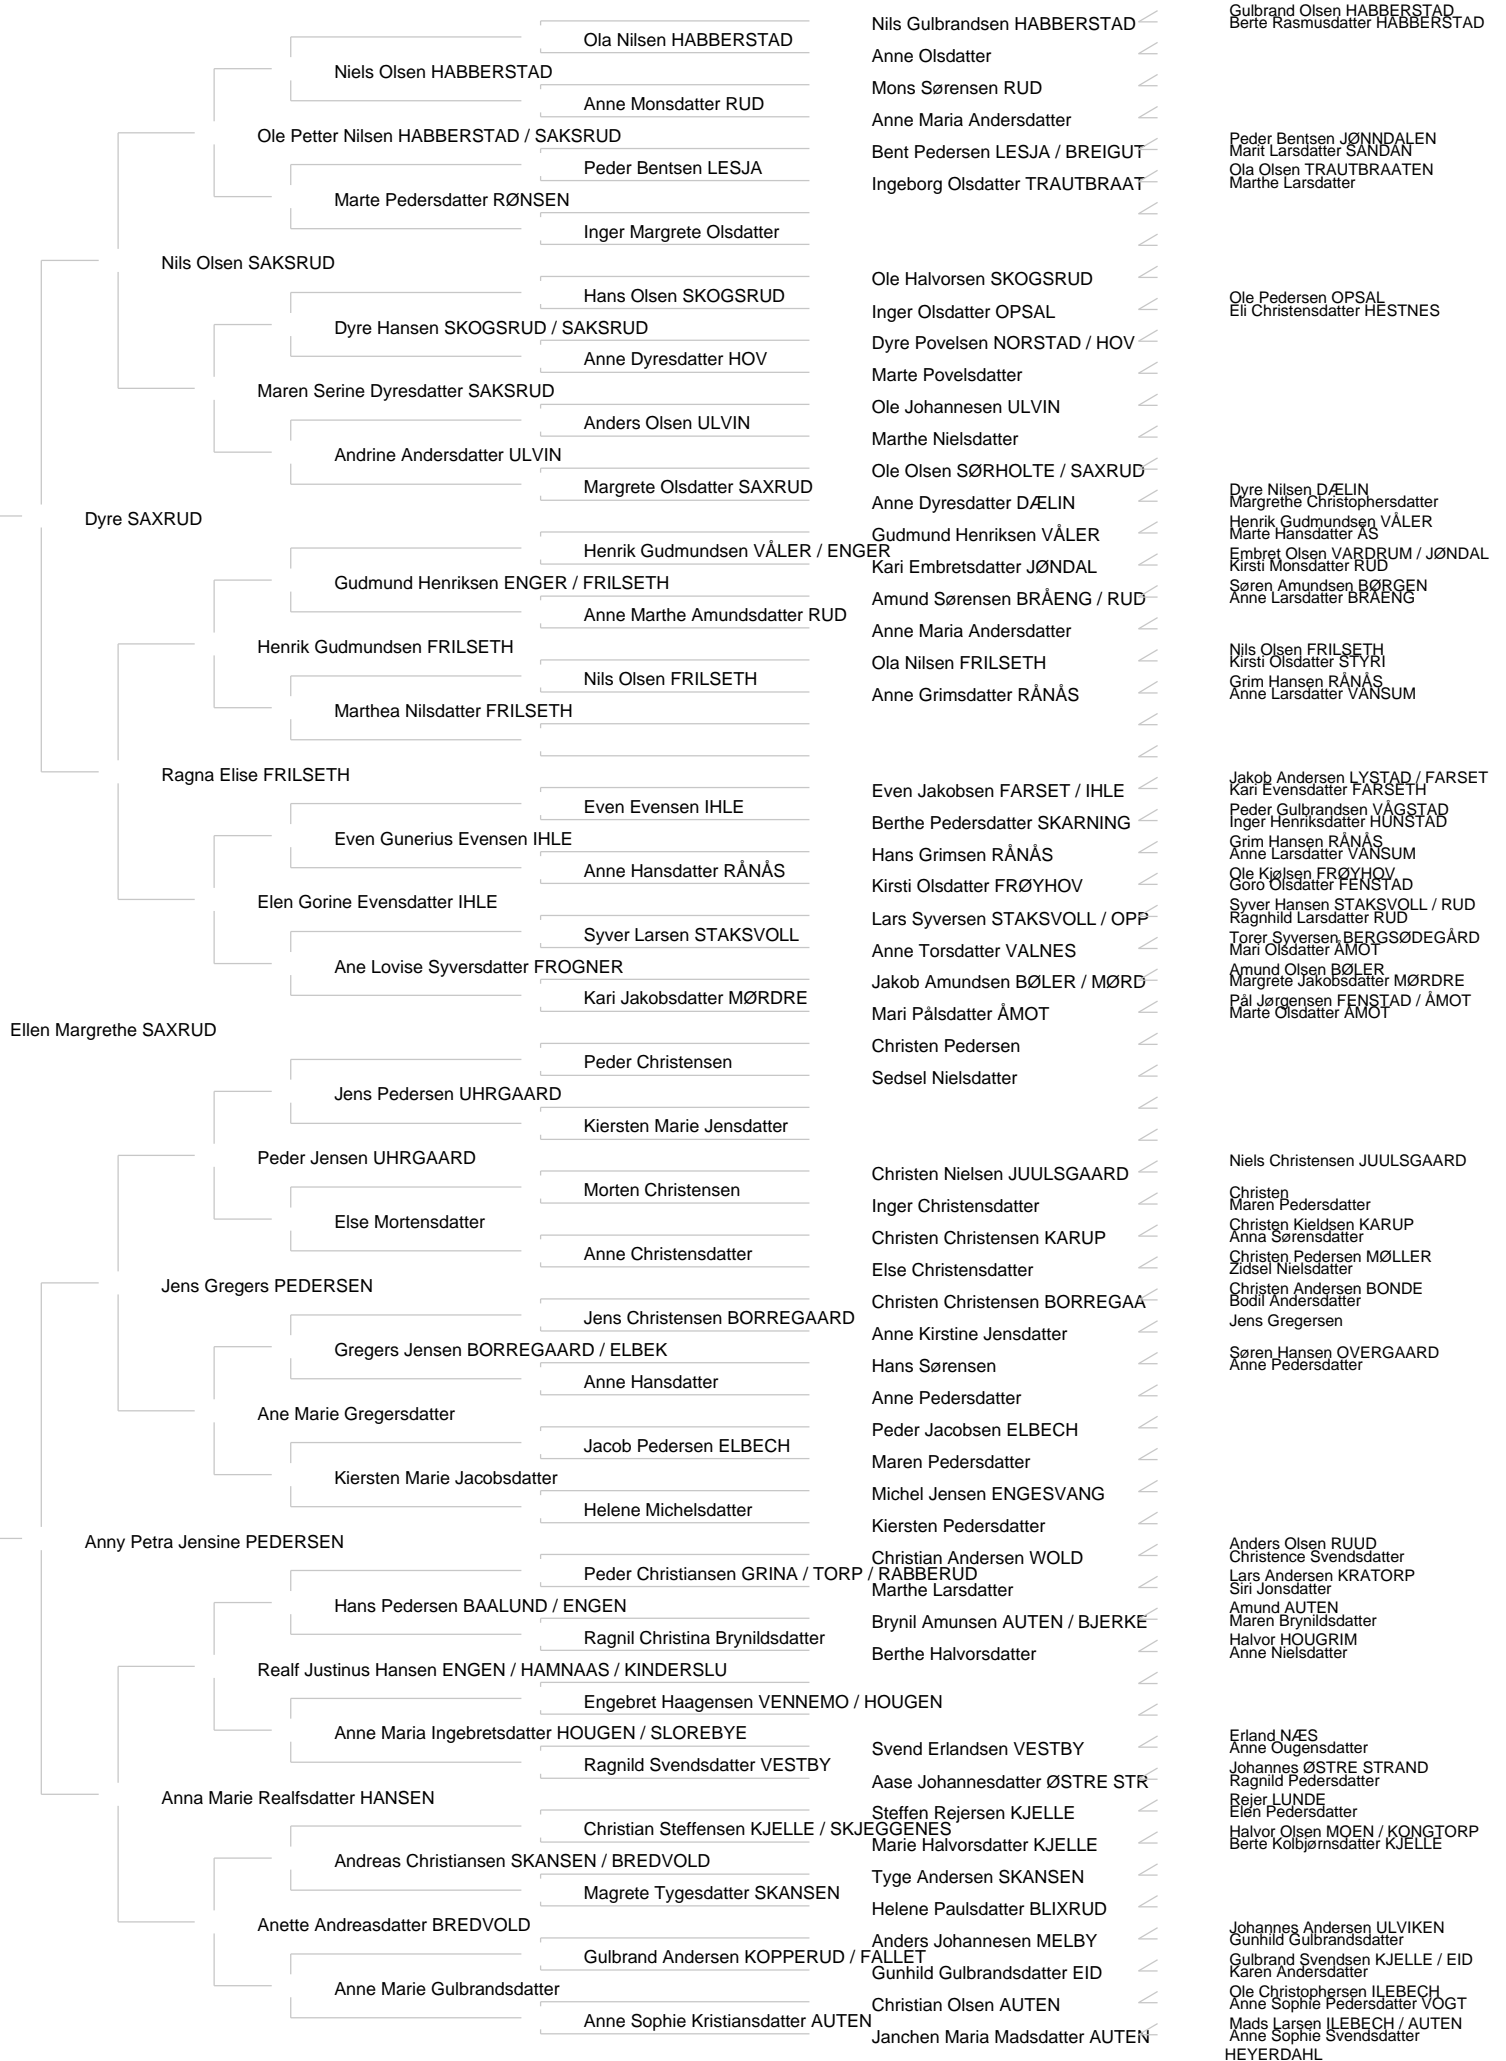 Gulbrand Olsen HABBERSTAD
Nils Gulbrandsen HABBERSTAD
Berte Rasmusdatter HABBERSTAD
Ola Nilsen HABBERSTAD
Anne Olsdatter
Niels Olsen HABBERSTAD
Mons Sørensen RUD
Anne Monsdatter RUD
Anne Maria Andersdatter
Ole Petter Nilsen HABBERSTAD / SAKSRUD
Peder Bentsen JØNNDALEN
Bent Pedersen LESJA / BREIGUT
Marit Larsdatter SANDAN
Peder Bentsen LESJA
Ola Olsen TRAUTBRAATEN
Ingeborg Olsdatter TRAUTBRAAT
Marthe Larsdatter
Marte Pedersdatter RØNSEN
Inger Margrete Olsdatter
Nils Olsen SAKSRUD
Ole Halvorsen SKOGSRUD
Hans Olsen SKOGSRUD
Ole Pedersen OPSAL
Inger Olsdatter OPSAL
Eli Christensdatter HESTNES
Dyre Hansen SKOGSRUD / SAKSRUD
Dyre Povelsen NORSTAD / HOV
Anne Dyresdatter HOV
Marte Povelsdatter
Maren Serine Dyresdatter SAKSRUD
Ole Johannesen ULVIN
Anders Olsen ULVIN
Marthe Nielsdatter
Andrine Andersdatter ULVIN
Ole Olsen SØRHOLTE / SAXRUD
Margrete Olsdatter SAXRUD
Dyre Nilsen DÆLIN
Anne Dyresdatter DÆLIN
Margrethe Christophersdatter
Dyre SAXRUD
Henrik Gudmundsen VÅLER
Gudmund Henriksen VÅLER
Marte Hansdatter ÅS
Henrik Gudmundsen VÅLER / ENGER
Embret Olsen VARDRUM / JØNDAL
Kari Embretsdatter JØNDAL
Kirsti Monsdatter RUD
Gudmund Henriksen ENGER / FRILSETH
Søren Amundsen BØRGEN
Amund Sørensen BRÅENG / RUD
Anne Larsdatter BRÅENG
Anne Marthe Amundsdatter RUD
Anne Maria Andersdatter
Henrik Gudmundsen FRILSETH
Nils Olsen FRILSETH
Ola Nilsen FRILSETH
Kirsti Olsdatter STYRI
Nils Olsen FRILSETH
Grim Hansen RÅNÅS
Anne Grimsdatter RÅNÅS
Anne Larsdatter VANSUM
Marthea Nilsdatter FRILSETH
Ragna Elise FRILSETH
Jakob Andersen LYSTAD / FARSET
Even Jakobsen FARSET / IHLE
Kari Evensdatter FARSETH
Even Evensen IHLE
Peder Gulbrandsen VÅGSTAD
Berthe Pedersdatter SKARNING
Inger Henriksdatter HUNSTAD
Even Gunerius Evensen IHLE
Grim Hansen RÅNÅS
Hans Grimsen RÅNÅS
Anne Larsdatter VANSUM
Anne Hansdatter RÅNÅS
Ole Kjølsen FRØYHOV
Kirsti Olsdatter FRØYHOV
Goro Olsdatter FENSTAD
Elen Gorine Evensdatter IHLE
Syver Hansen STAKSVOLL / RUD
Lars Syversen STAKSVOLL / OPP
Ragnhild Larsdatter RUD
Syver Larsen STAKSVOLL
Torer Syversen BERGSØDEGÅRD
Anne Torsdatter VALNES
Mari Olsdatter ÅMOT
Ane Lovise Syversdatter FROGNER
Amund Olsen BØLER
Jakob Amundsen BØLER / MØRD
Margrete Jakobsdatter MØRDRE
Kari Jakobsdatter MØRDRE
Pål Jørgensen FENSTAD / ÅMOT
Mari Pålsdatter ÅMOT
Marte Olsdatter ÅMOT
Ellen Margrethe SAXRUD
Christen Pedersen
Peder Christensen
Sedsel Nielsdatter
Jens Pedersen UHRGAARD
Kiersten Marie Jensdatter
Peder Jensen UHRGAARD
Niels Christensen JUULSGAARD
Christen Nielsen JUULSGAARD
Morten Christensen
Christen
Inger Christensdatter
Maren Pedersdatter
Else Mortensdatter
Christen Kieldsen KARUP
Christen Christensen KARUP
Anna Sørensdatter
Anne Christensdatter
Christen Pedersen MØLLER
Else Christensdatter
Zidsel Nielsdatter
Jens Gregers PEDERSEN
Christen Andersen BONDE
Christen Christensen BORREGAA
Bodil Andersdatter
Jens Christensen BORREGAARD
Jens Gregersen
Anne Kirstine Jensdatter
Gregers Jensen BORREGAARD / ELBEK
Søren Hansen OVERGAARD
Hans Sørensen
Anne Pedersdatter
Anne Hansdatter
Anne Pedersdatter
Ane Marie Gregersdatter
Peder Jacobsen ELBECH
Jacob Pedersen ELBECH
Maren Pedersdatter
Kiersten Marie Jacobsdatter
Michel Jensen ENGESVANG
Helene Michelsdatter
Kiersten Pedersdatter
Anny Petra Jensine PEDERSEN
Anders Olsen RUUD
Christian Andersen WOLD
Christence Svendsdatter
Peder Christiansen GRINA / TORP / RABBERUD
Lars Andersen KRATORP
Marthe Larsdatter
Siri Jonsdatter
Hans Pedersen BAALUND / ENGEN
Amund AUTEN
Brynil Amunsen AUTEN / BJERKE
Maren Brynildsdatter
Ragnil Christina Brynildsdatter
Halvor HOUGRIM
Berthe Halvorsdatter
Anne Nielsdatter
Realf Justinus Hansen ENGEN / HAMNAAS / KINDERSLU
Engebret Haagensen VENNEMO / HOUGEN
Anne Maria Ingebretsdatter HOUGEN / SLOREBYE
Erland NÆS
Svend Erlandsen VESTBY
Anne Ougensdatter
Ragnild Svendsdatter VESTBY
Johannes ØSTRE STRAND
Aase Johannesdatter ØSTRE STR
Ragnild Pedersdatter
Anna Marie Realfsdatter HANSEN
Rejer LUNDE
Steffen Rejersen KJELLE
Elen Pedersdatter
Christian Steffensen KJELLE / SKJEGGENES
Halvor Olsen MOEN / KONGTORP
Marie Halvorsdatter KJELLE
Berte Kolbjørnsdatter KJELLE
Andreas Christiansen SKANSEN / BREDVOLD
Tyge Andersen SKANSEN
Magrete Tygesdatter SKANSEN
Helene Paulsdatter BLIXRUD
Anette Andreasdatter BREDVOLD
Johannes Andersen ULVIKEN
Anders Johannesen MELBY
Gunhild Gulbrandsdatter
Gulbrand Andersen KOPPERUD / FALLET
Gulbrand Svendsen KJELLE / EID
Gunhild Gulbrandsdatter EID
Karen Andersdatter
Anne Marie Gulbrandsdatter
Ole Christophersen ILEBECH
Christian Olsen AUTEN
Anne Sophie Pedersdatter VOGT
Anne Sophie Kristiansdatter AUTEN
Mads Larsen ILEBECH / AUTEN
Janchen Maria Madsdatter AUTEN
Anne Sophie Svendsdatter
HEYERDAHL